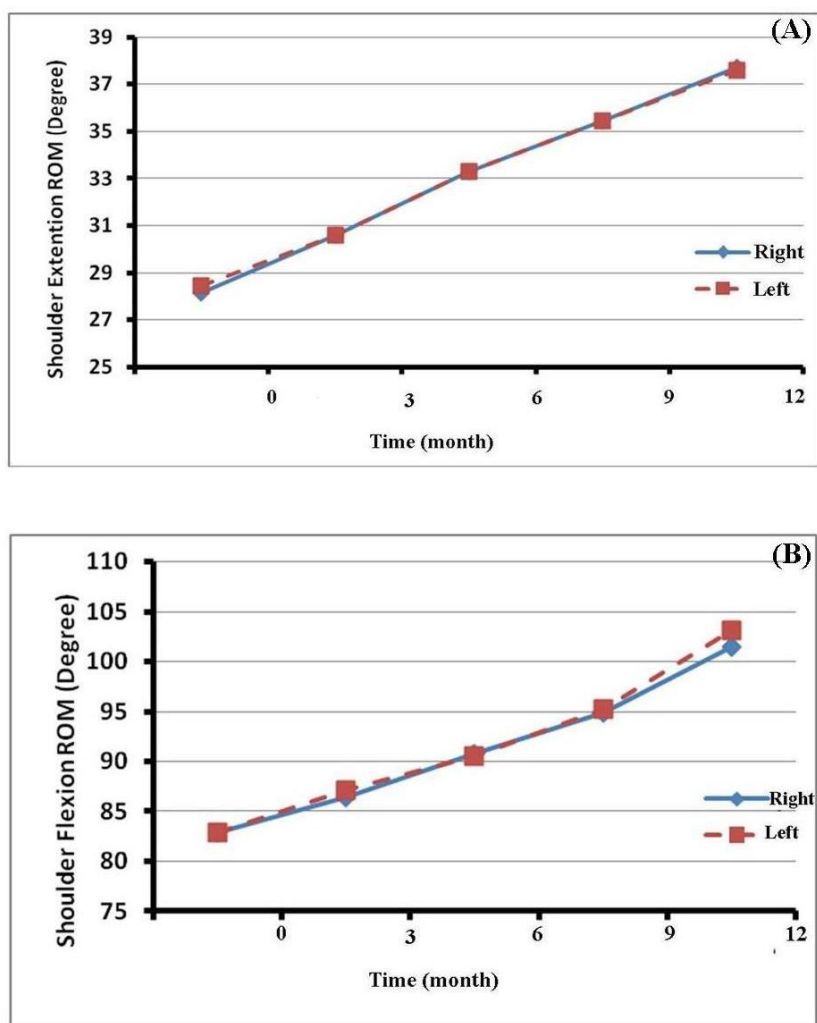 (A)
39
37
35
33
31
29
27
25
Shoulder Extention ROM (Degree)
Right
Left
0 3 6 9 12
Time (month)
(B)
110
105
100
95
90
85
80
75
Shoulder Flexion ROM (Degree)
Right
Left
0 3 6 9 12
Time (month)